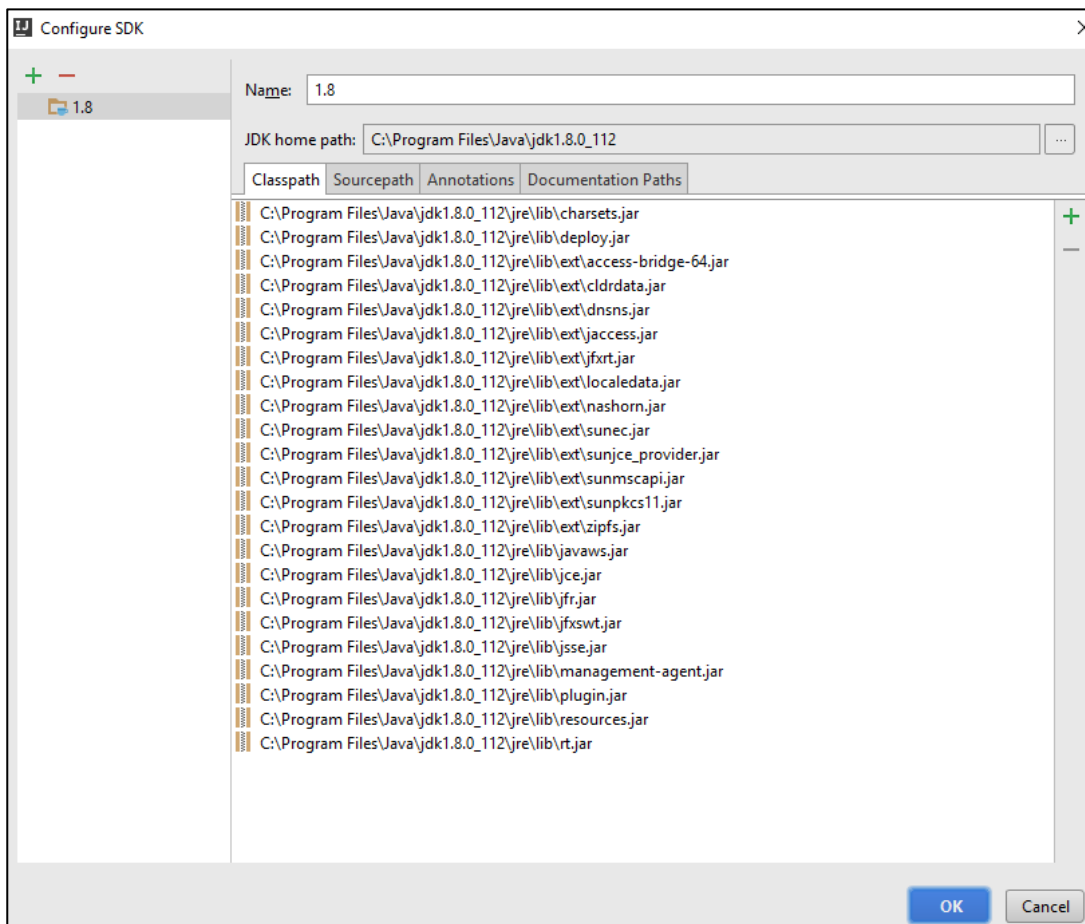 IJ Configure SDK
1.8
Name: 1.8
JDK home path: C:\Program Files\Java\jdk1.8.0_112 ...
Classpath Sourcepath Annotations Documentation Paths
C:\Program Files\Java\jdk1.8.0_112\jre\lib\charsets.jar
C:\Program Files\Java\jdk1.8.0_112\jre\lib\deploy.jar
C:\Program Files\Java\jdk1.8.0_112\jre\lib\ext\access-bridge-64.jar
C:\Program Files\Java\jdk1.8.0_112\jre\lib\ext\cldrdata.jar
C:\Program Files\Java\jdk1.8.0_112\jre\lib\ext\dnsns.jar
C:\Program Files\Java\jdk1.8.0_112\jre\lib\ext\jaccess.jar
C:\Program Files\Java\jdk1.8.0_112\jre\lib\ext\jfxrt.jar
C:\Program Files\Java\jdk1.8.0_112\jre\lib\ext\localedata.jar
C:\Program Files\Java\jdk1.8.0_112\jre\lib\ext\nashorn.jar
C:\Program Files\Java\jdk1.8.0_112\jre\lib\ext\sunec.jar
C:\Program Files\Java\jdk1.8.0_112\jre\lib\ext\sunjce_provider.jar
C:\Program Files\Java\jdk1.8.0_112\jre\lib\ext\sunmscapi.jar
C:\Program Files\Java\jdk1.8.0_112\jre\lib\ext\sunpkcs11.jar
C:\Program Files\Java\jdk1.8.0_112\jre\lib\ext\zipfs.jar
C:\Program Files\Java\jdk1.8.0_112\jre\lib\javaws.jar
C:\Program Files\Java\jdk1.8.0_112\jre\lib\jce.jar
C:\Program Files\Java\jdk1.8.0_112\jre\lib\jfr.jar
C:\Program Files\Java\jdk1.8.0_112\jre\lib\jfxswt.jar
C:\Program Files\Java\jdk1.8.0_112\jre\lib\jsse.jar
C:\Program Files\Java\jdk1.8.0_112\jre\lib\management-agent.jar
C:\Program Files\Java\jdk1.8.0_112\jre\lib\plugin.jar
C:\Program Files\Java\jdk1.8.0_112\jre\lib\resources.jar
C:\Program Files\Java\jdk1.8.0_112\jre\lib\rt.jar
OK Cancel